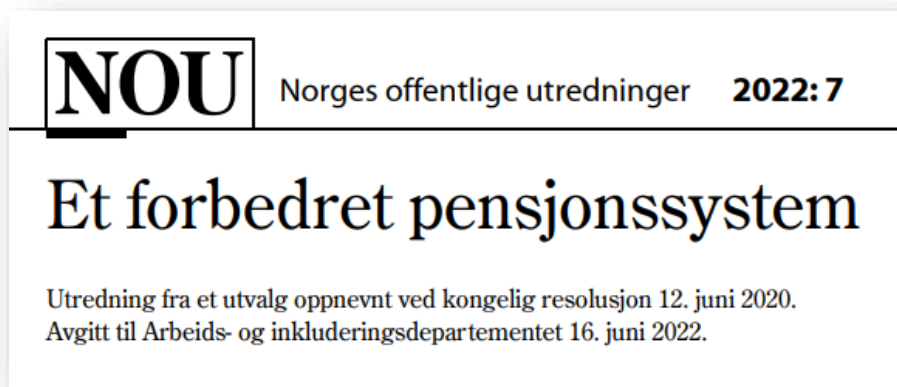 NOU Norges offentlige utredninger 2022: 7
Et forbedret pensjonssystem
Utredning fra et utvalg oppnevnt ved kongelig resolusjon 12. juni 2020.
Avgitt til Arbeids- og inkluderingsdepartementet 16. juni 2022.